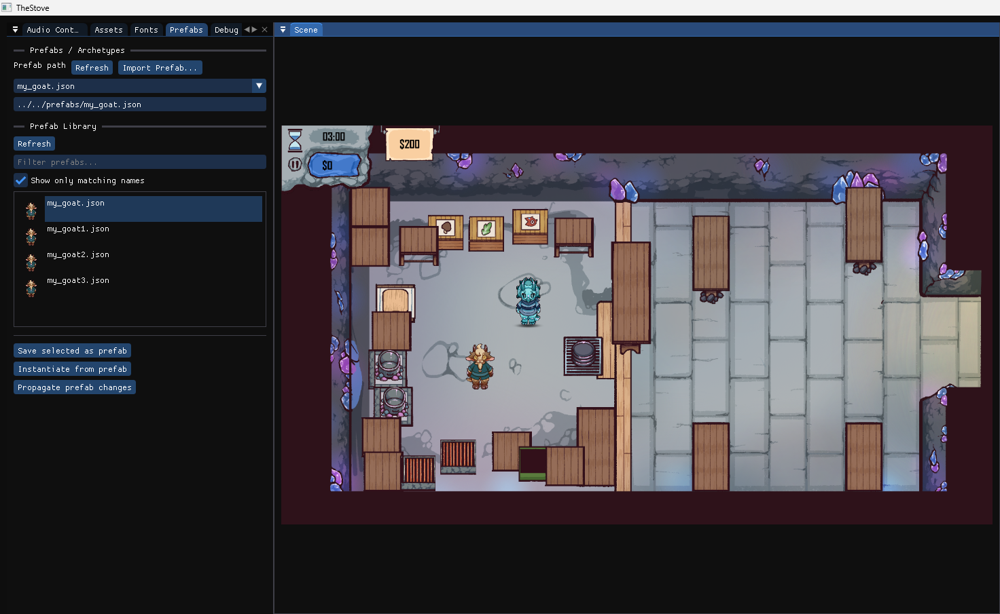 TheStove
Audio Cont…
Assets
Fonts
Prefabs
Debug
Scene
Prefabs / Archetypes
Prefab path
Refresh
Import Prefab...
my_goat.json
../../prefabs/my_goat.json
Prefab Library
Refresh
Filter prefabs...
Show only matching names
my_goat.json
my_goat1.json
my_goat2.json
my_goat3.json
Save selected as prefab
Instantiate from prefab
Propagate prefab changes
03:00
$200
$0